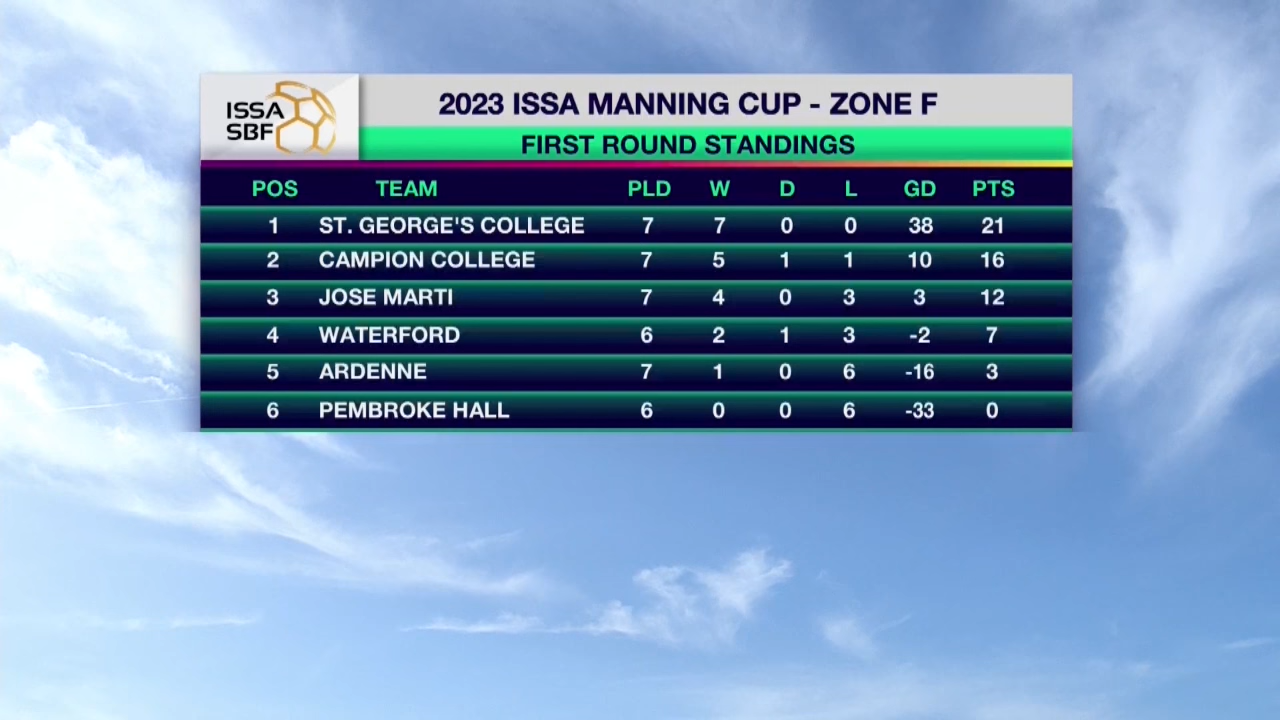 ISSA
SBF
2023 ISSA MANNING CUP - ZONE F
FIRST ROUND STANDINGS
POS TEAM PLD W D L GD PTS
1 ST. GEORGE'S COLLEGE 7 7 0 0 38 21
2 CAMPION COLLEGE 7 5 1 1 10 16
3 JOSE MARTI 7 4 0 3 3 12
4 WATERFORD 6 2 1 3 -2 7
5 ARDENNE 7 1 0 6 -16 3
6 PEMBROKE HALL 6 0 0 6 -33 0